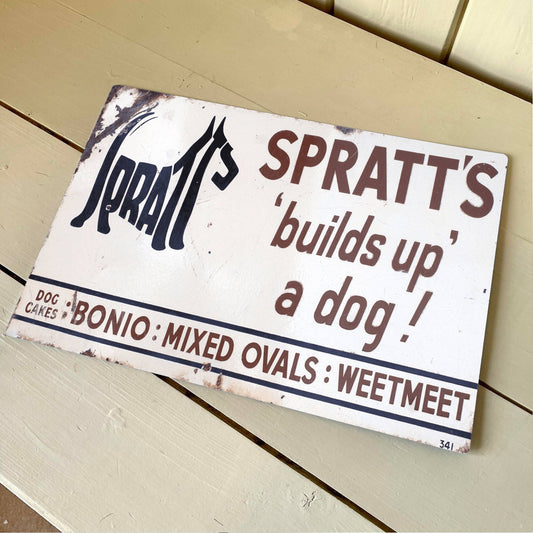 SPRATT'S
SPRATT'S
'builds up'
a dog!
DOG CAKES : BONIO : MIXED OVALS : WEETMEET
341